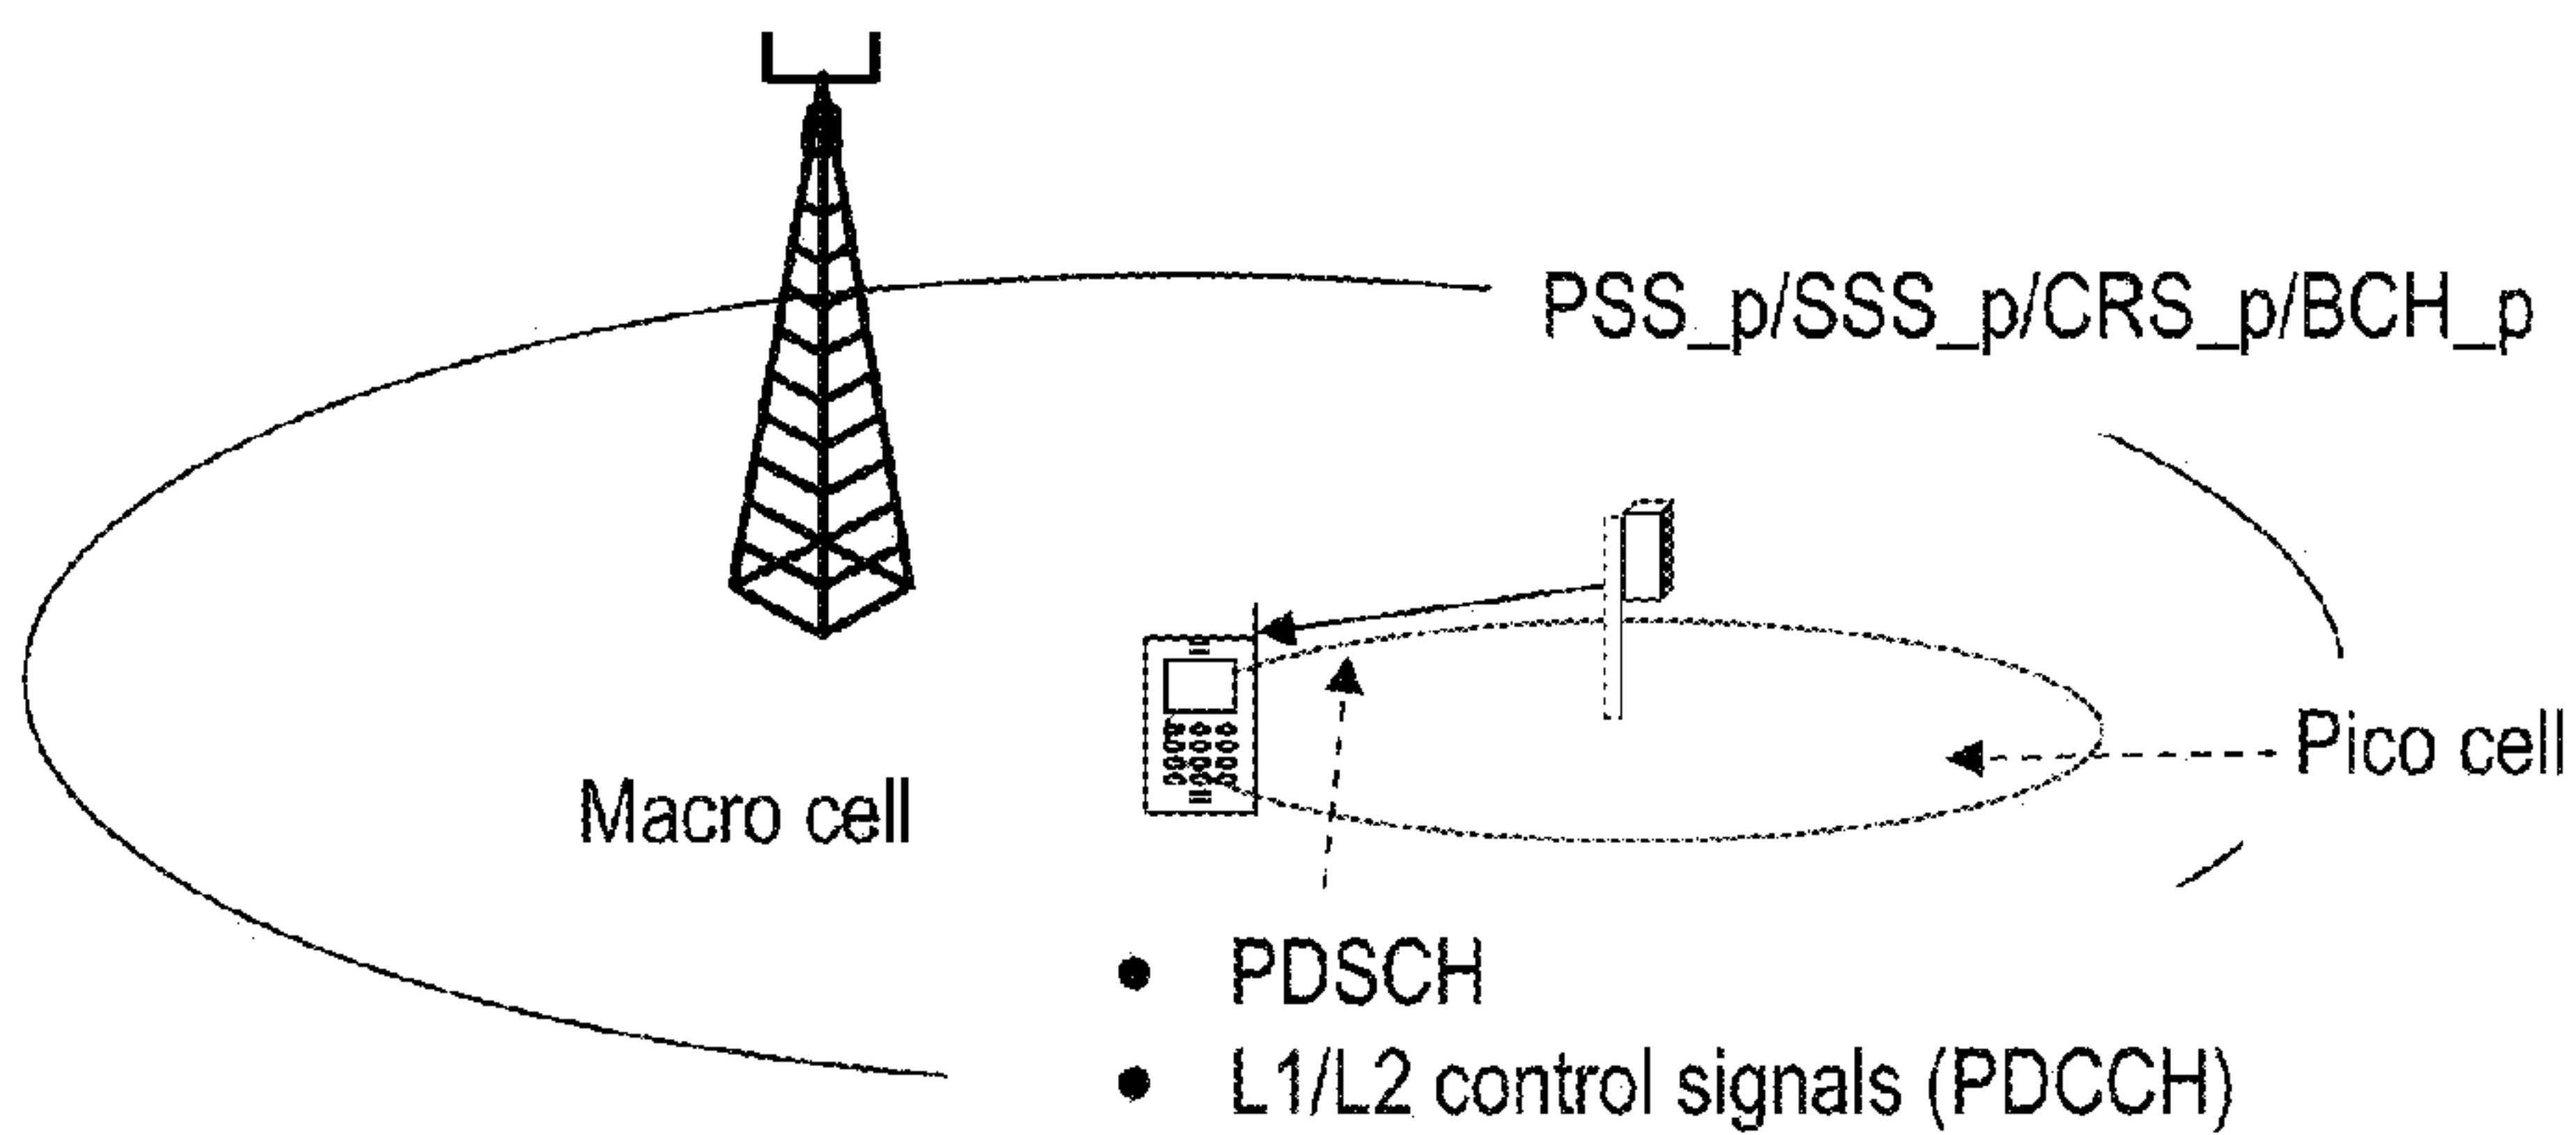 PSS_p/SSS_p/CRS_p/BCH_p
Pico cell
Macro cell
• PDSCH
• L1/L2 control signals (PDCCH)